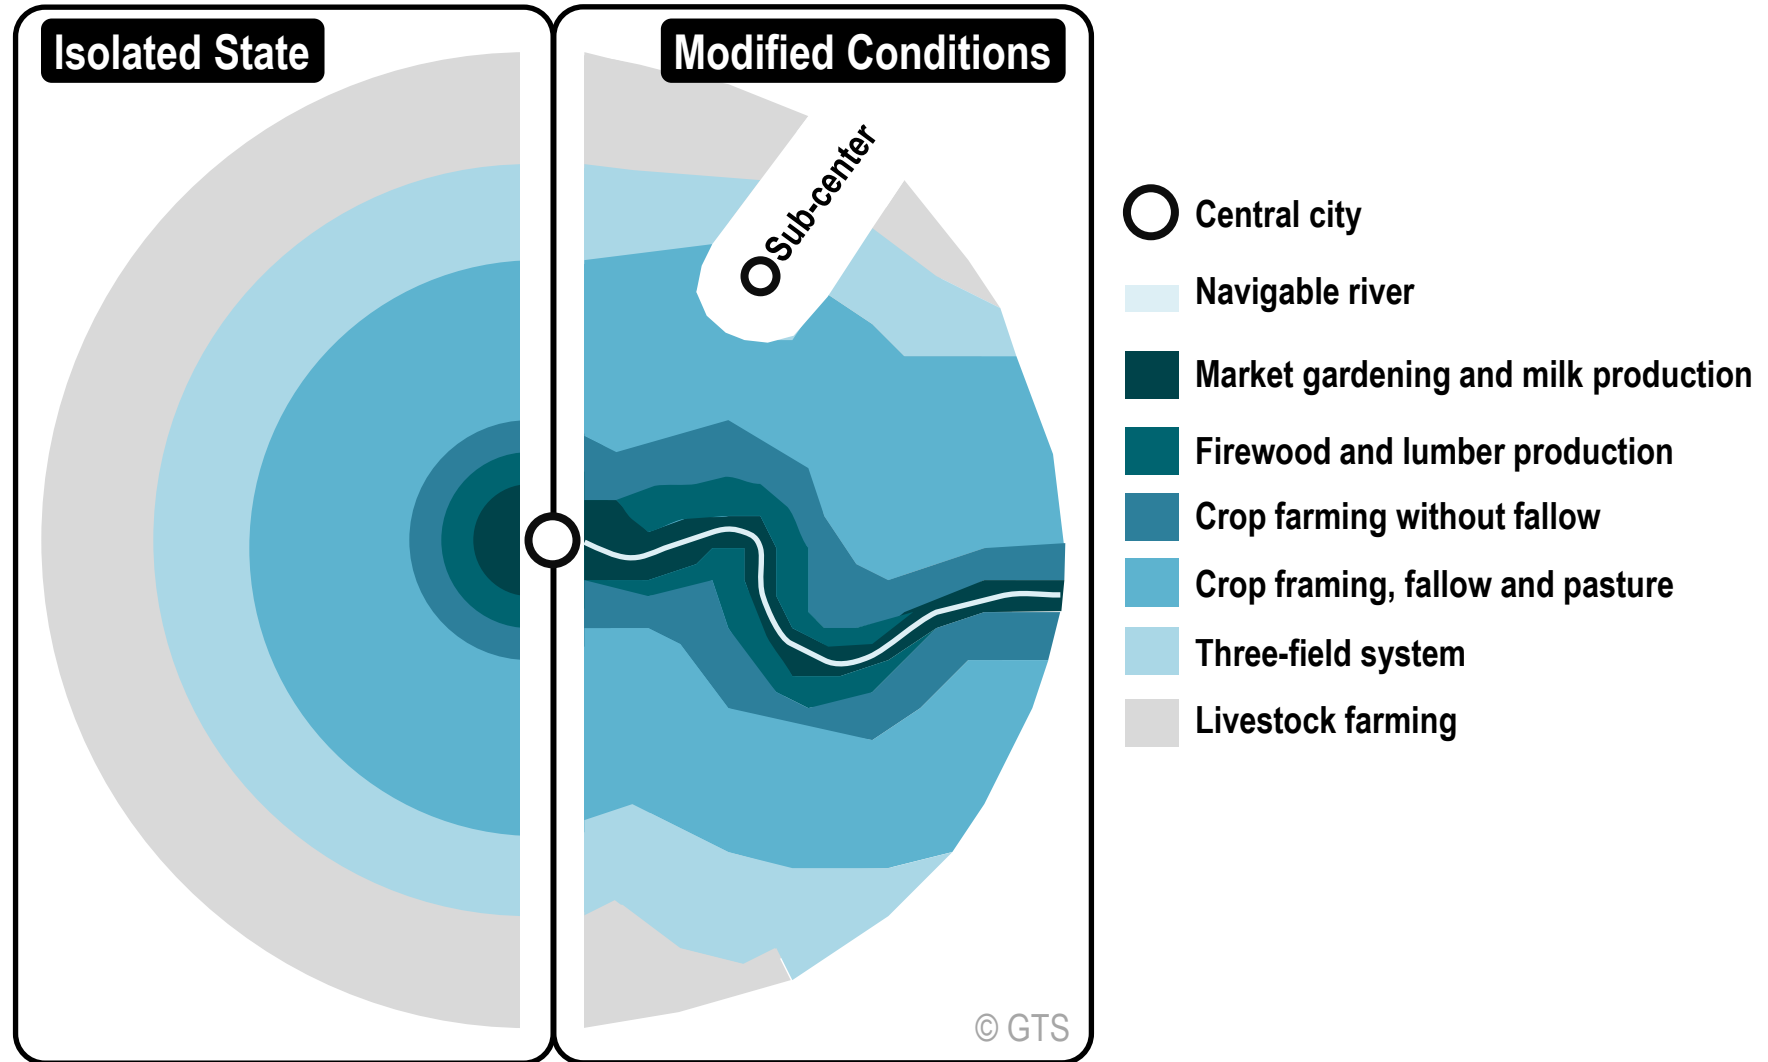 Isolated State
Modified Conditions
Sub-center
Central city
Navigable river
Market gardening and milk production
Firewood and lumber production
Crop farming without fallow
Crop framing, fallow and pasture
Three-field system
Livestock farming
© GTS